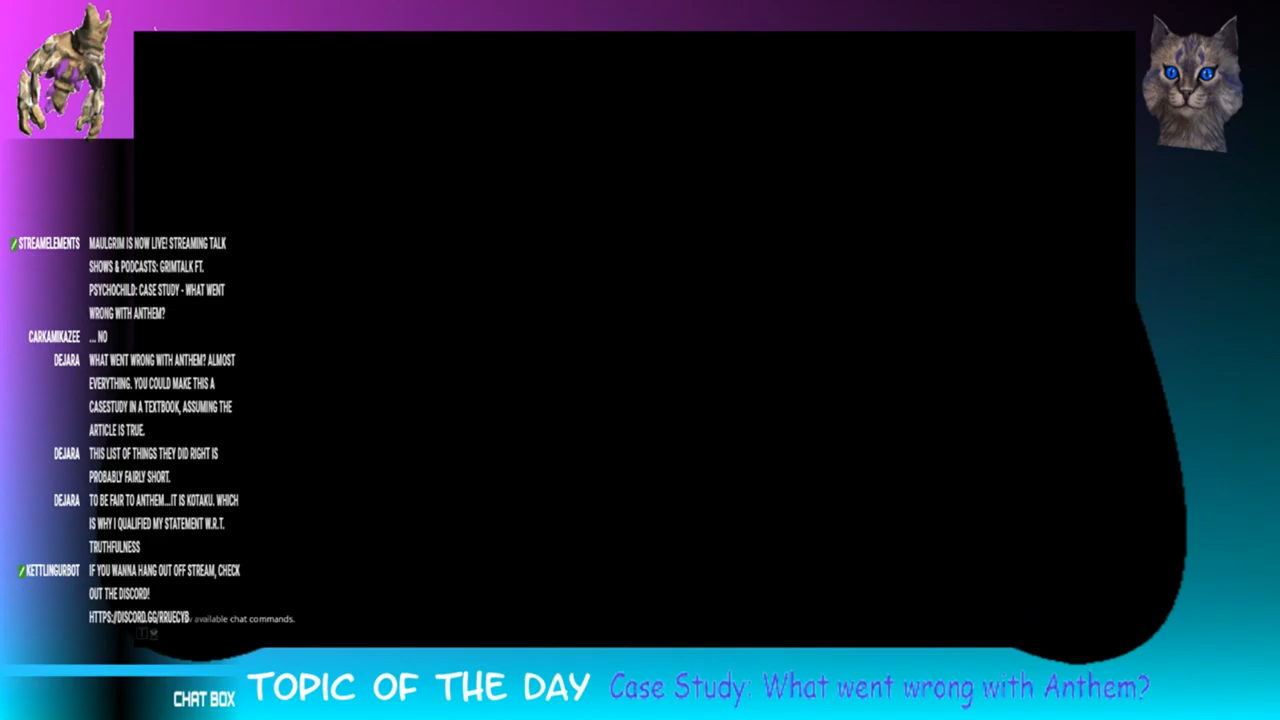 STREAMELEMENTS MAULGRIM IS NOW LIVE! STREAMING TALK
SHOWS & PODCASTS: GRIMTALK FT.
PSYCHOCHILD: CASE STUDY - WHAT WENT
WRONG WITH ANTHEM?
CARKAMIKAZEE ... NO
DEJARA WHAT WENT WRONG WITH ANTHEM? ALMOST
EVERYTHING. YOU COULD MAKE THIS A
CASESTUDY IN A TEXTBOOK, ASSUMING THE
ARTICLE IS TRUE.
DEJARA THIS LIST OF THINGS THEY DID RIGHT IS
PROBABLY FAIRLY SHORT.
DEJARA TO BE FAIR TO ANTHEM...IT IS KOTAKU. WHICH
IS WHY I QUALIFIED MY STATEMENT W.R.T.
TRUTHFULNESS
KETTLINGURBOT IF YOU WANNA HANG OUT OFF STREAM, CHECK
OUT THE DISCORD!
HTTPS://DISCORD.GG/RRUECYB available chat commands.
CHAT BOX TOPIC OF THE DAY Case Study: What went wrong with Anthem?